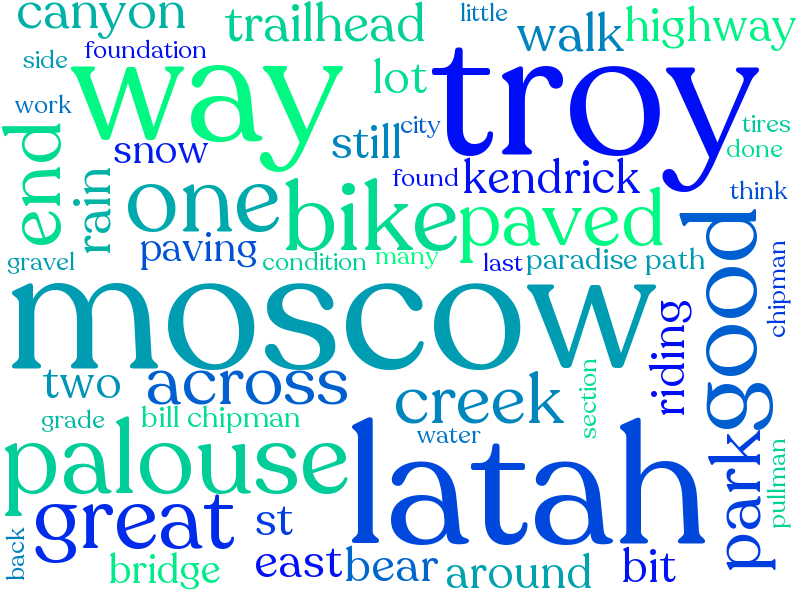 canyon
trailhead
little
walk
highway
side
foundation
way
lot
troy
work
still
city
tires
end
snow
done
rain
one
found
kendrick
think
bike
paved
good
paving
gravel
condition
many
last
paradise path
chipman
moscow
riding
two
across
creek
section
grade
bill chipman
water
palouse
latah
park
pullman
great
st
back
bridge
east
bear
around
bit